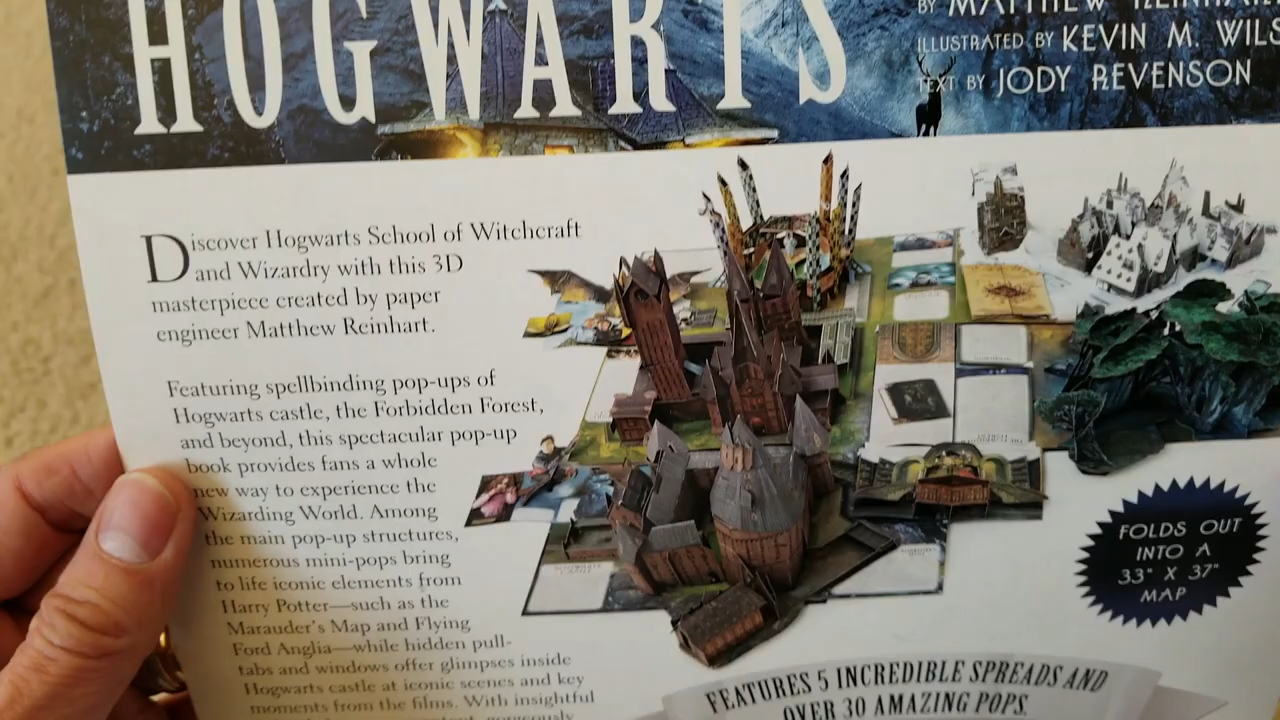 HOGWARTS
BY MATTHEW
ILLUSTRATED BY KEVIN M.
TEXT BY JODY REVENSON
Discover Hogwarts School of Witchcraft
and Wizardry with this 3D
masterpiece created by paper
engineer Matthew Reinhart.
Featuring spellbinding pop-ups of
Hogwarts castle, the Forbidden Forest,
and beyond, this spectacular pop-up
book provides fans a whole
new way to experience the
Wizarding World. Among
the main pop-up structures,
numerous mini-pops bring
to life iconic elements from
Harry Potter—such as the
Marauder's Map and Flying
Ford Anglia—while hidden pull-
tabs and windows offer glimpses inside
Hogwarts castle at iconic scenes and key
moments from the films. With insightful
FOLDS OUT
INTO A
33" X 37"
MAP
FEATURES 5 INCREDIBLE SPREADS AND
OVER 30 AMAZING POPS.